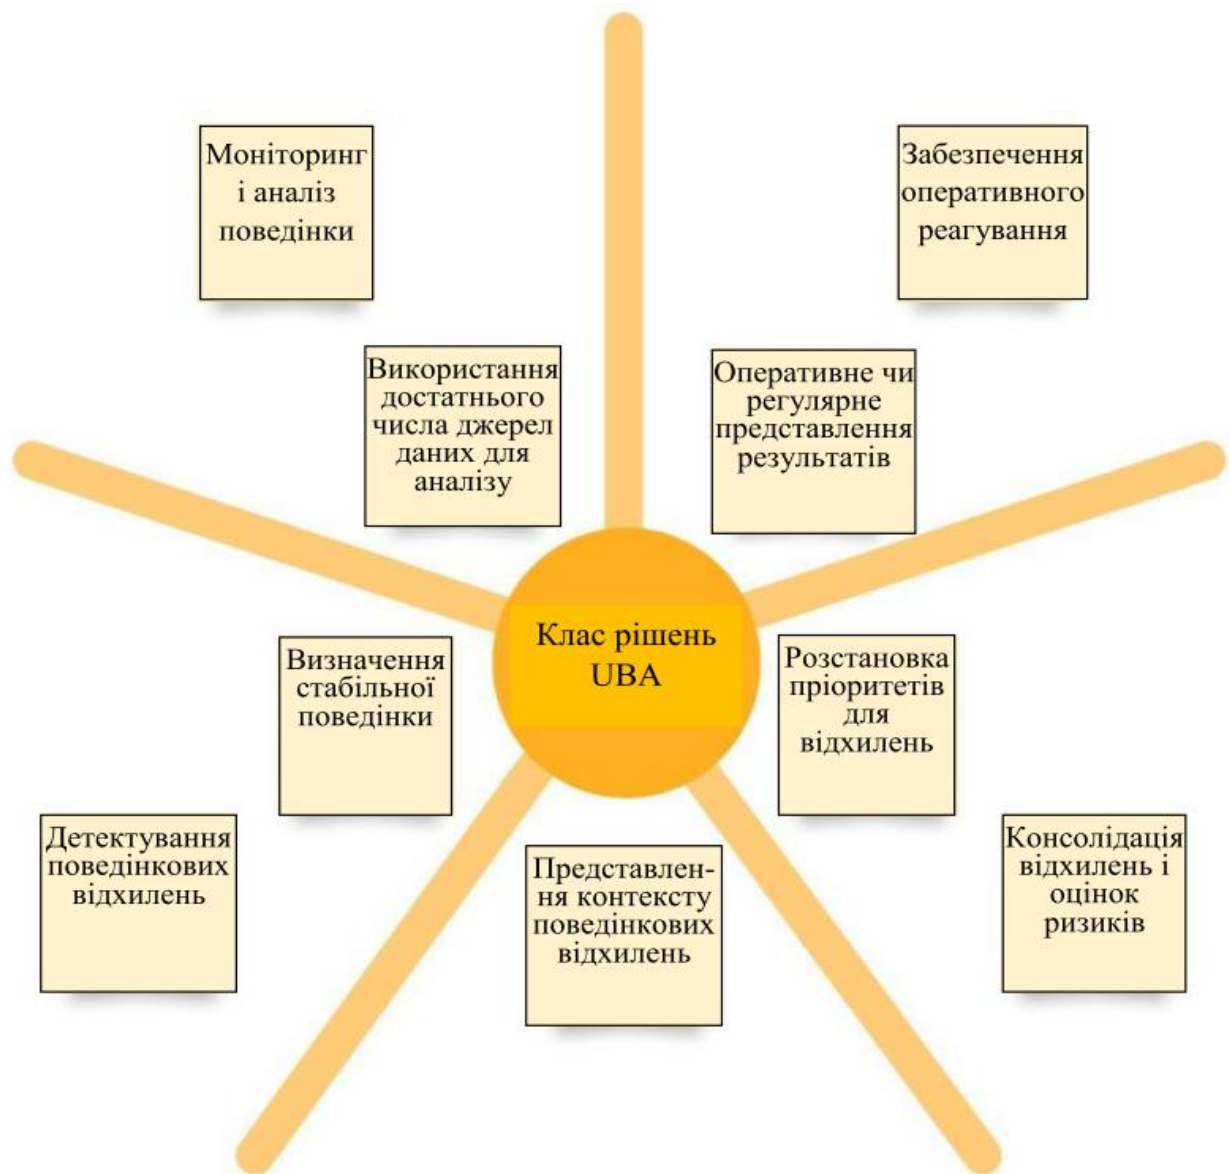 Моніторинг
і аналіз
поведінки
Забезпечення
оперативного
реагування
Використання
достатнього
числа джерел
даних для
аналізу
Оперативне чи
регулярне
представлення
результатів
Клас рішень
UBA
Визначення
стабільної
поведінки
Розстановка
пріоритетів
для
відхилень
Детектування
поведінкових
відхилень
Представлен-
ня контексту
поведінкових
відхилень
Консолідація
відхилень і
оцінок
ризиків